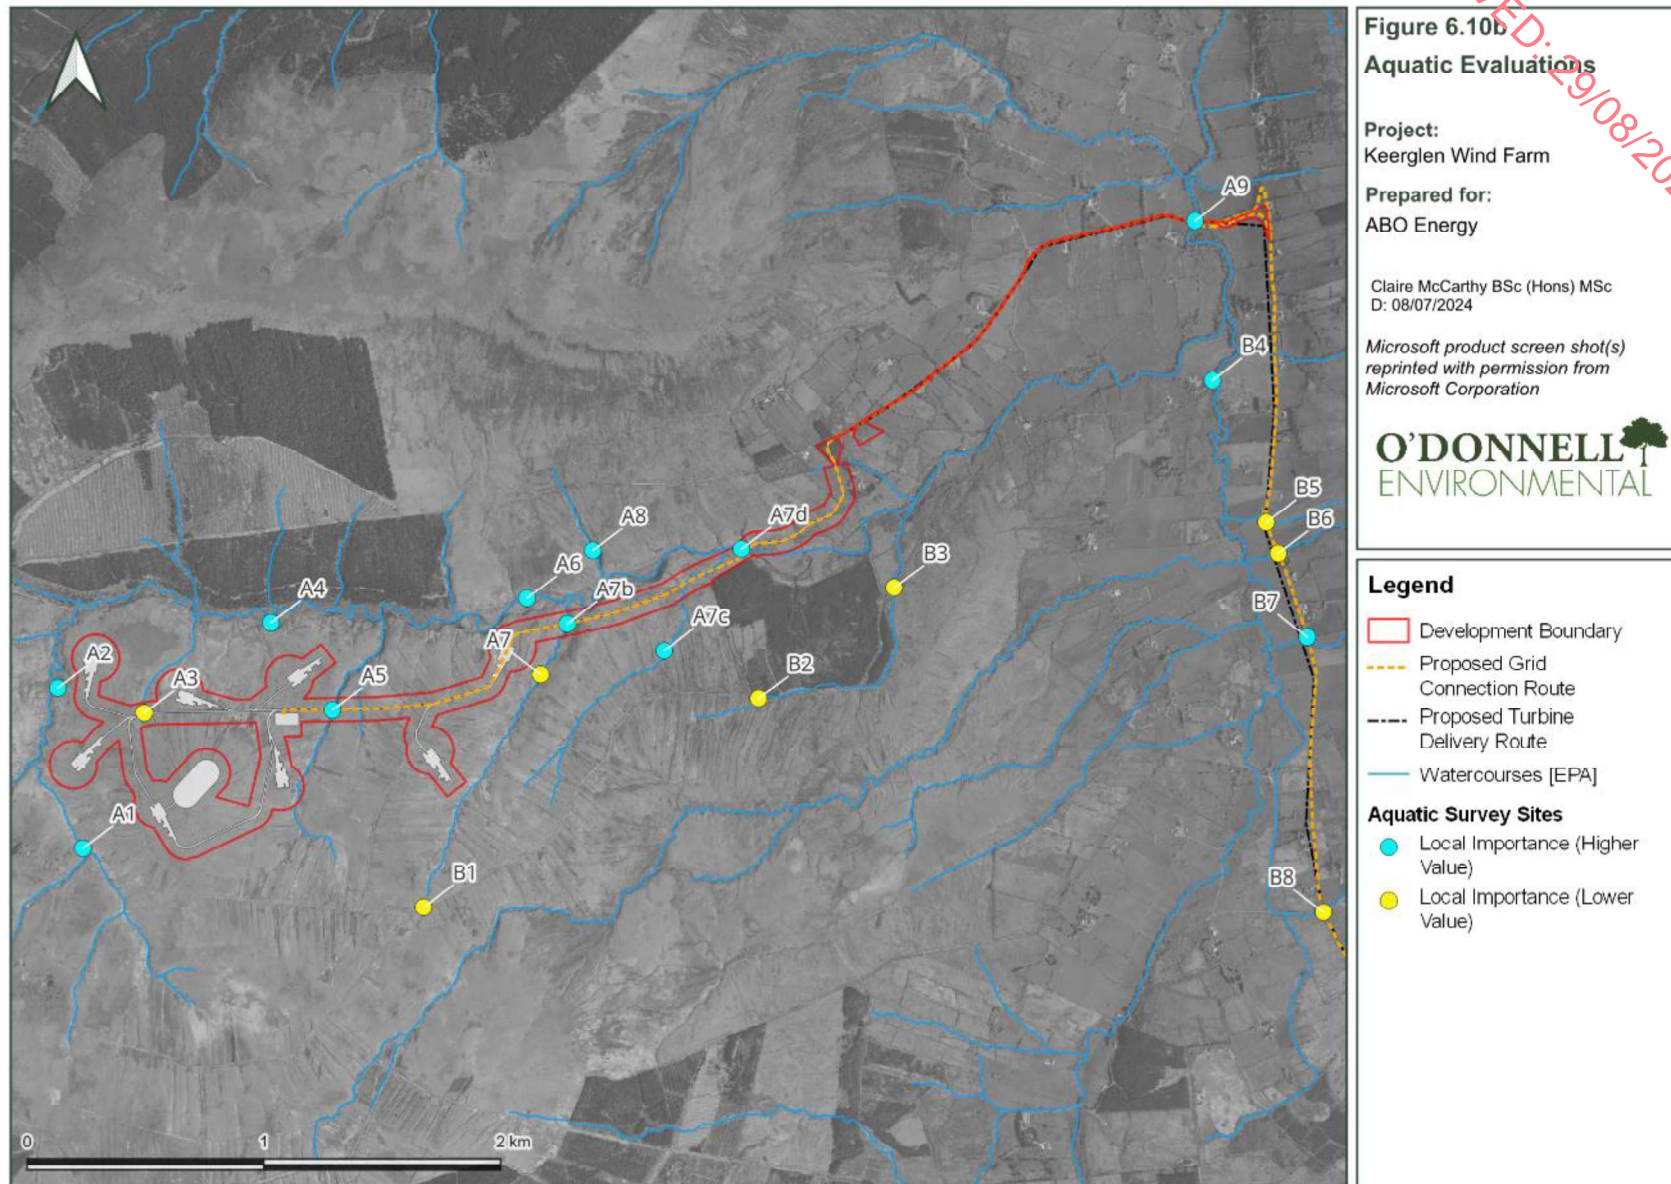 Figure 6.10b
Aquatic Evaluations
Project:
Keerglen Wind Farm
Prepared for:
ABO Energy
Claire McCarthy BSc (Hons) MSc
D: 08/07/2024
Microsoft product screen shot(s)
reprinted with permission from
Microsoft Corporation
O'DONNELL
ENVIRONMENTAL
Legend
Development Boundary
Proposed Grid
Connection Route
Proposed Turbine
Delivery Route
Watercourses [EPA]
Aquatic Survey Sites
Local Importance (Higher
Value)
Local Importance (Lower
Value)
A9
B4
B5
B6
A8
A7d
B3
A6
A4
A7b
B7
A7
A7c
A2
B2
A3
A5
A1
B1
B8
0
1
2 km
29/08/